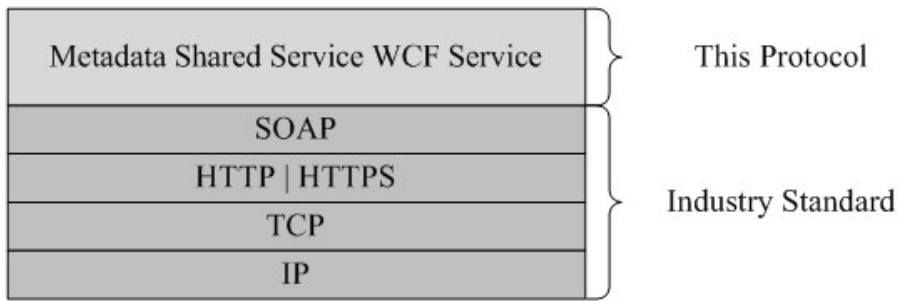 Metadata Shared Service WCF Service
This Protocol
SOAP
HTTP | HTTPS
TCP
IP
Industry Standard